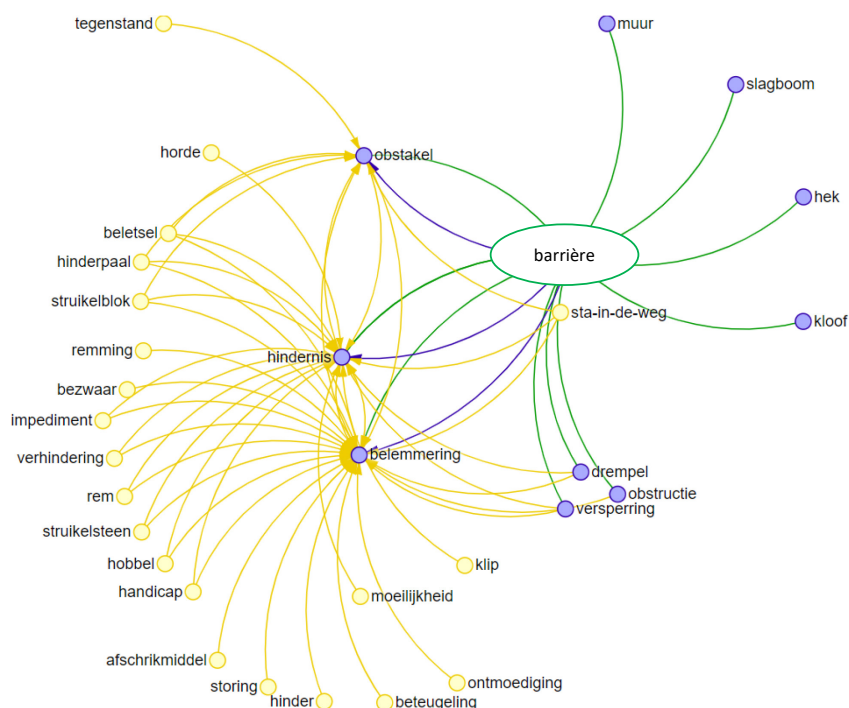 tegenstand
muur
slagboom
horde
obstakel
hek
beletsel
barrière
hinderpaal
struikelblok
sta-in-de-weg
kloof
remming
hindernis
bezwaar
impediment
verhindering
belemmering
drempel
rem
obstructie
versperring
struikelsteen
hobbel
klip
handicap
moeilijkheid
afschrikmiddel
storing
ontmoediging
hinder
beteugeling